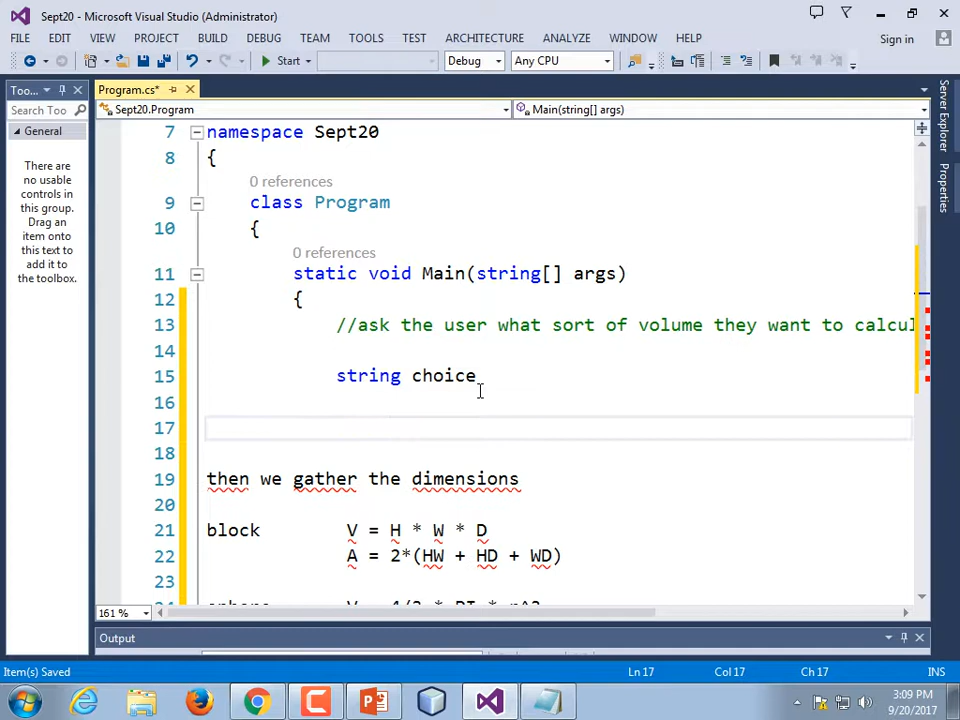 Sept20 - Microsoft Visual Studio (Administrator)
FILE EDIT VIEW PROJECT BUILD DEBUG TEAM TOOLS TEST ARCHITECTURE ANALYZE WINDOW HELP Sign in
Start Debug Any CPU
Too... Program.cs*
Search Too Sept20.Program Main(string[] args)
General
There are
no usable
controls in
this group.
Drag an
item onto
this text to
add it to
the toolbox.
7 namespace Sept20
8 {
0 references
9 class Program
10 {
0 references
11 static void Main(string[] args)
12 {
13 //ask the user what sort of volume they want to calcul
14
15 string choice
16
17
18
19 then we gather the dimensions
20
21 block V = H * W * D
22 A = 2*(HW + HD + WD)
23
Server Explorer
Properties
161 %
Output
Item(s) Saved Ln 17 Col 17 Ch 17 INS
3:09 PM
9/20/2017